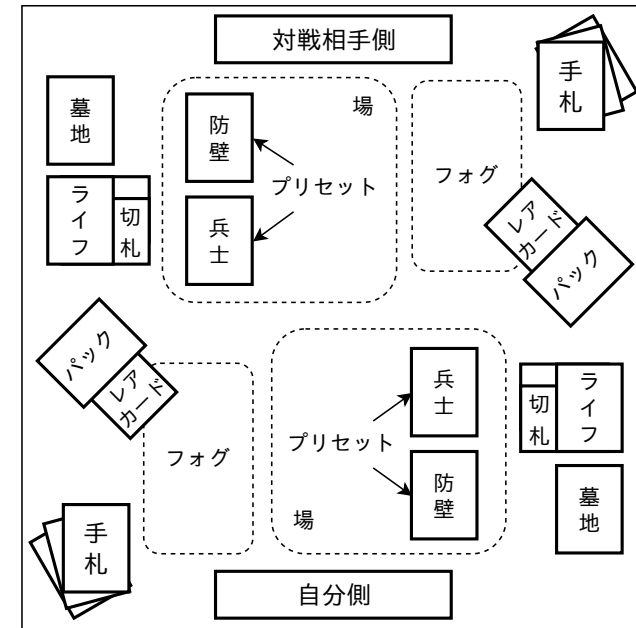 対戦相手側
手札
墓地
防壁
場
プリセット
フォグ
ライフ
切札
兵士
レア
カード
パック
パック
レア
カード
兵士
ライフ
切札
プリセット
フォグ
防壁
墓地
場
手札
自分側